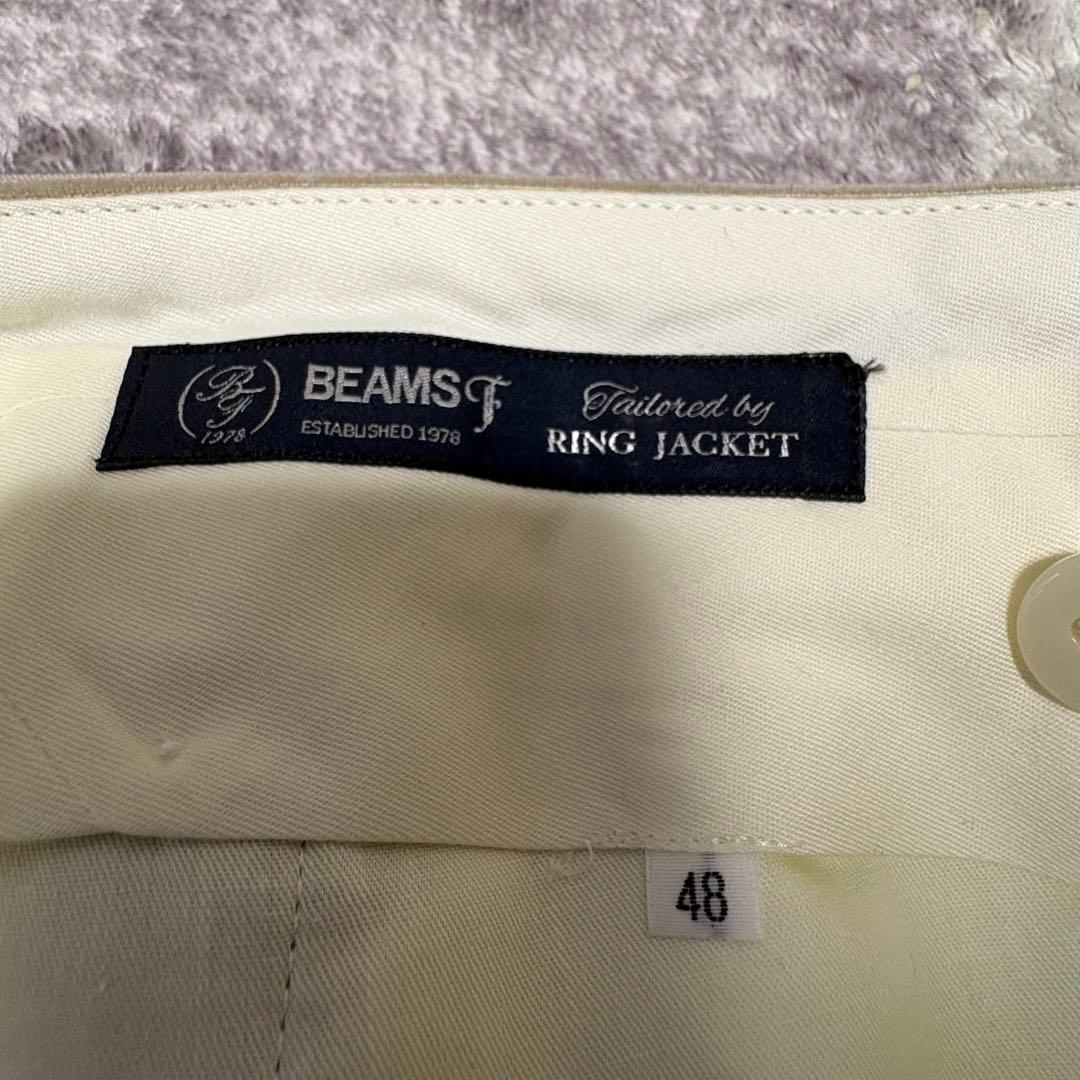 BF
1978
BEAMS F
ESTABLISHED 1978
Tailored by
RING JACKET
48